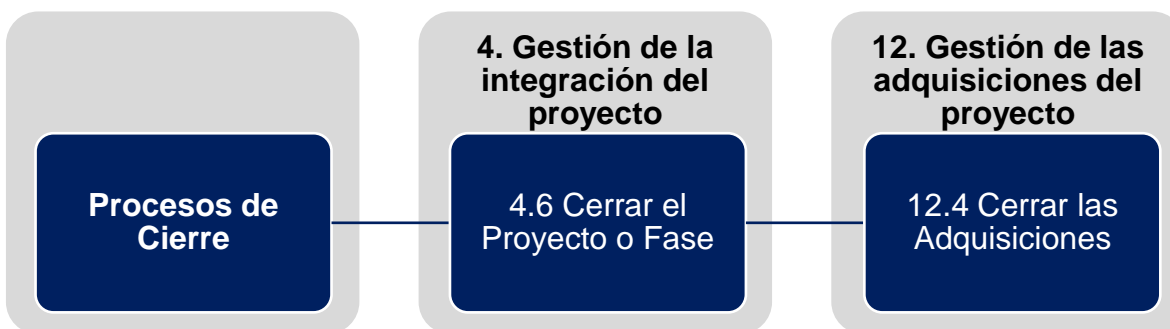 Procesos de
Cierre
4. Gestión de la
integración del
proyecto
4.6 Cerrar el
Proyecto o Fase
12. Gestión de las
adquisiciones del
proyecto
12.4 Cerrar las
Adquisiciones